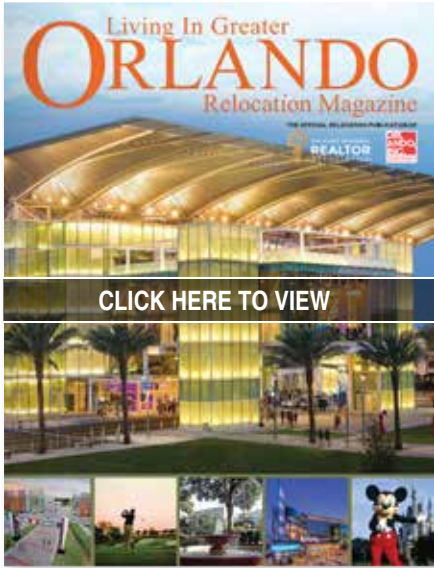 Living In Greater
ORLANDO
Relocation Magazine
THE OFFICIAL RELOCATION PUBLICATION OF
REALTOR
CLICK HERE TO VIEW